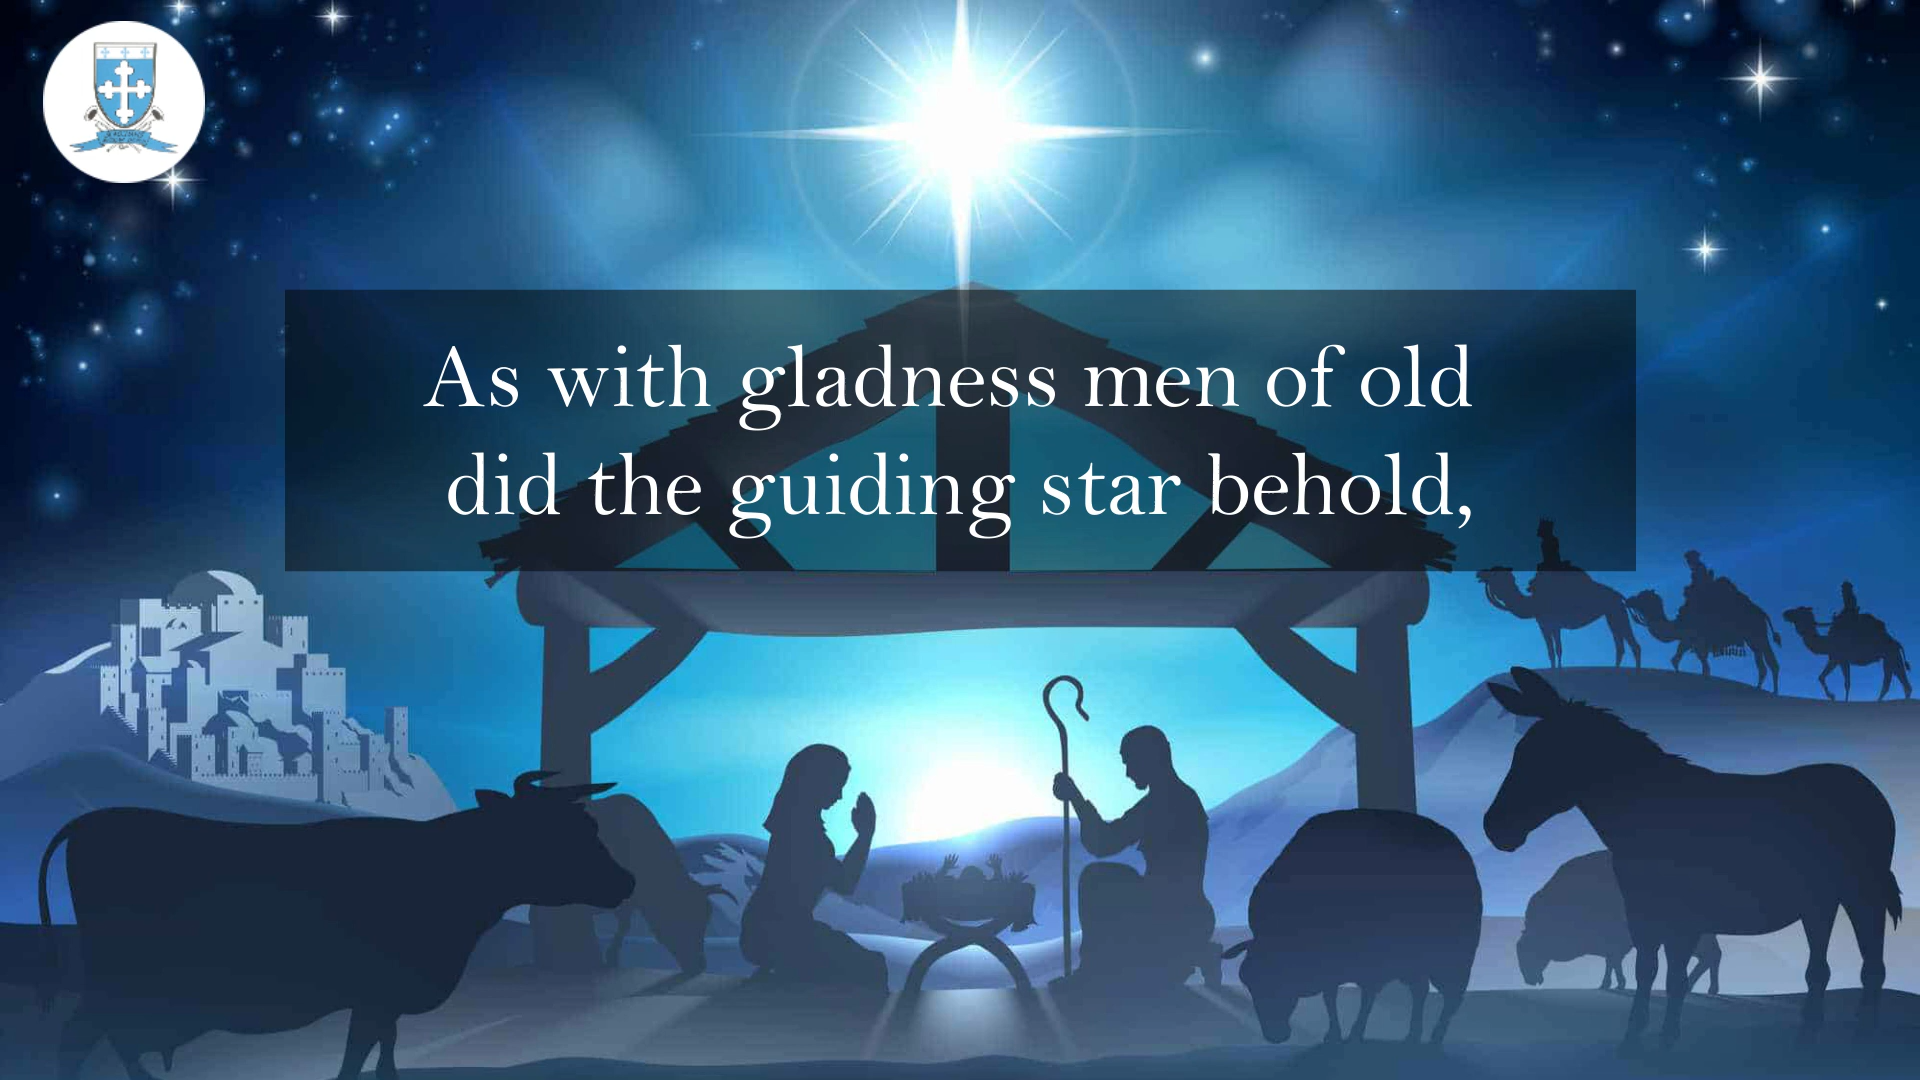 As with gladness men of old
did the guiding star behold,